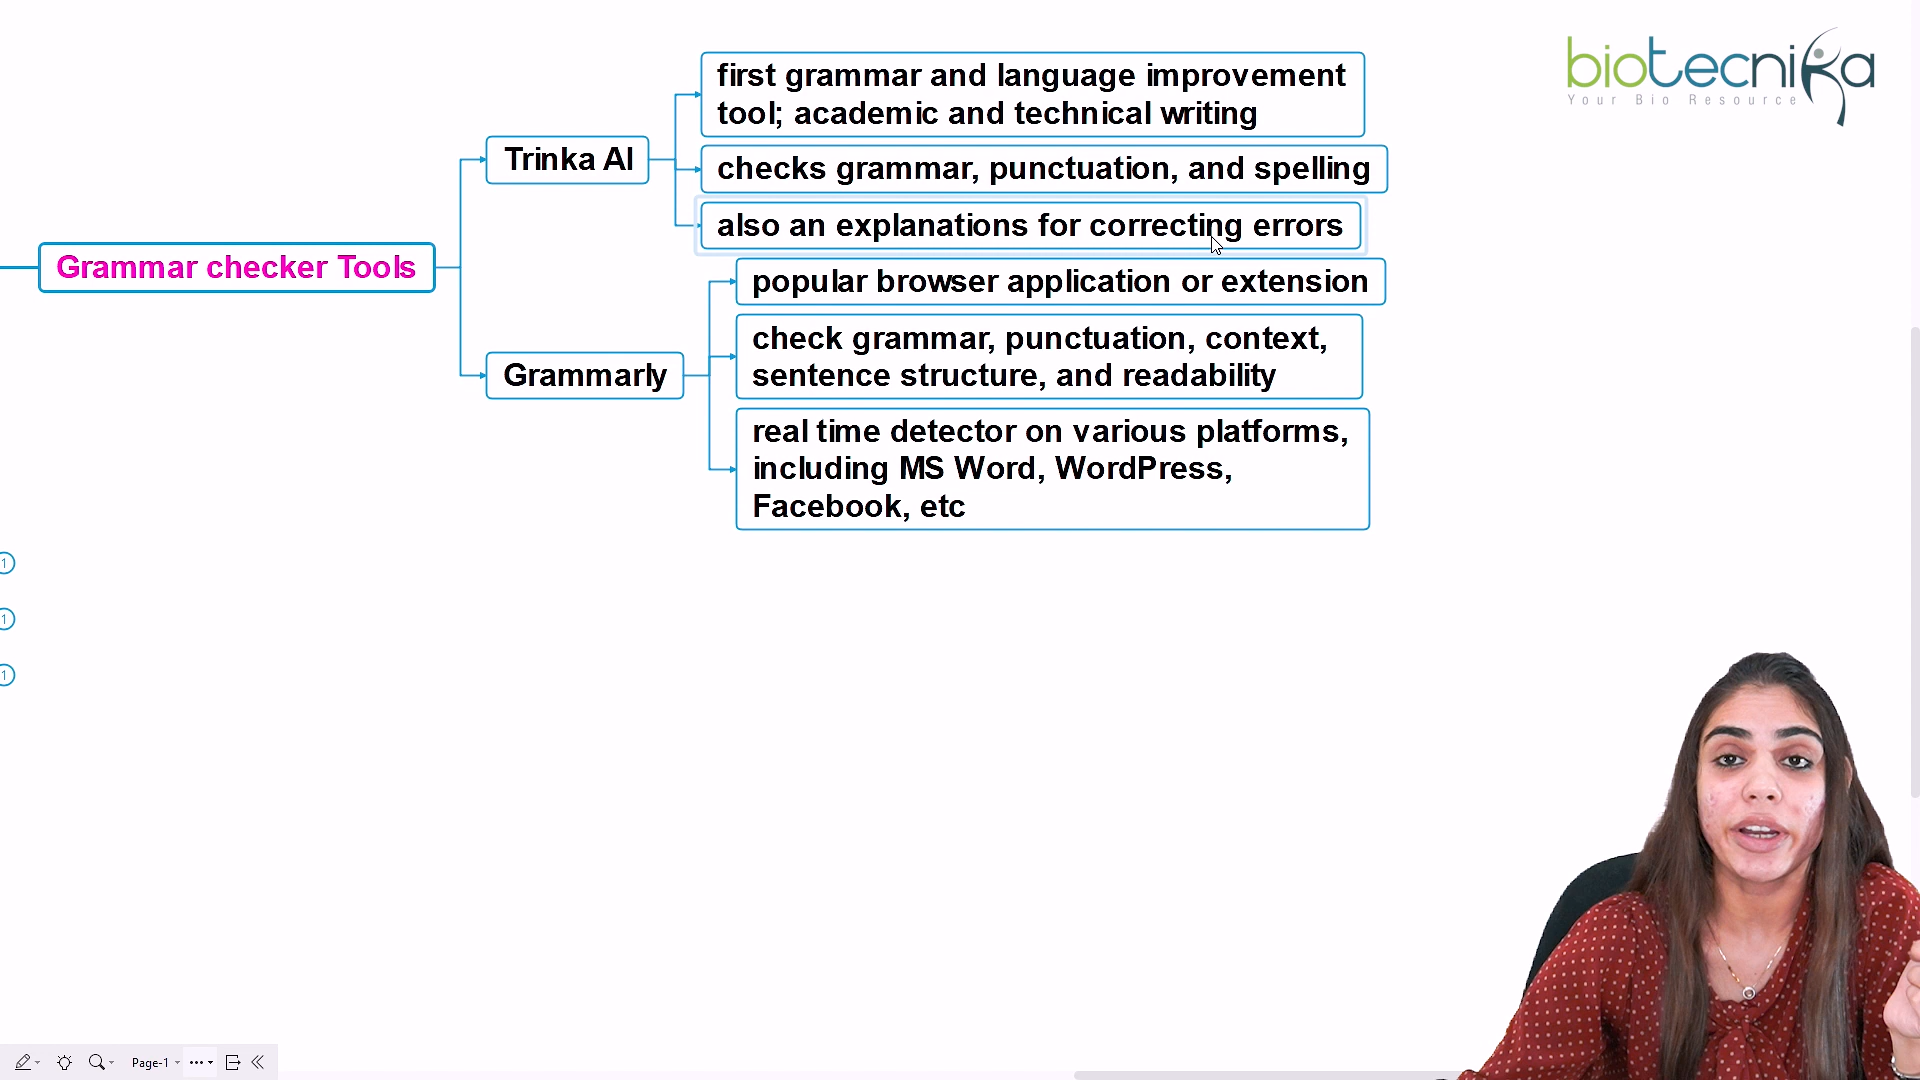 biotecnika
Your Bio Resource
Grammar checker Tools
Trinka AI
first grammar and language improvement
tool; academic and technical writing
checks grammar, punctuation, and spelling
also an explanations for correcting errors
Grammarly
popular browser application or extension
check grammar, punctuation, context,
sentence structure, and readability
real time detector on various platforms,
including MS Word, WordPress,
Facebook, etc
1
1
1
Page-1